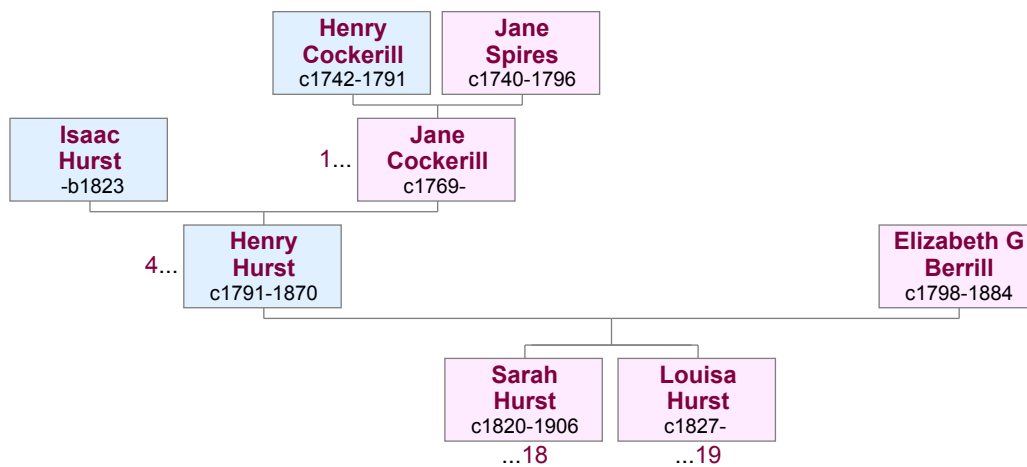 Henry
Cockerill
c1742-1791
Jane
Spires
c1740-1796
Isaac
Hurst
-b1823
1...
Jane
Cockerill
c1769-
4...
Henry
Hurst
c1791-1870
Elizabeth G
Berrill
c1798-1884
Sarah
Hurst
c1820-1906
Louisa
Hurst
c1827-
...18
...19